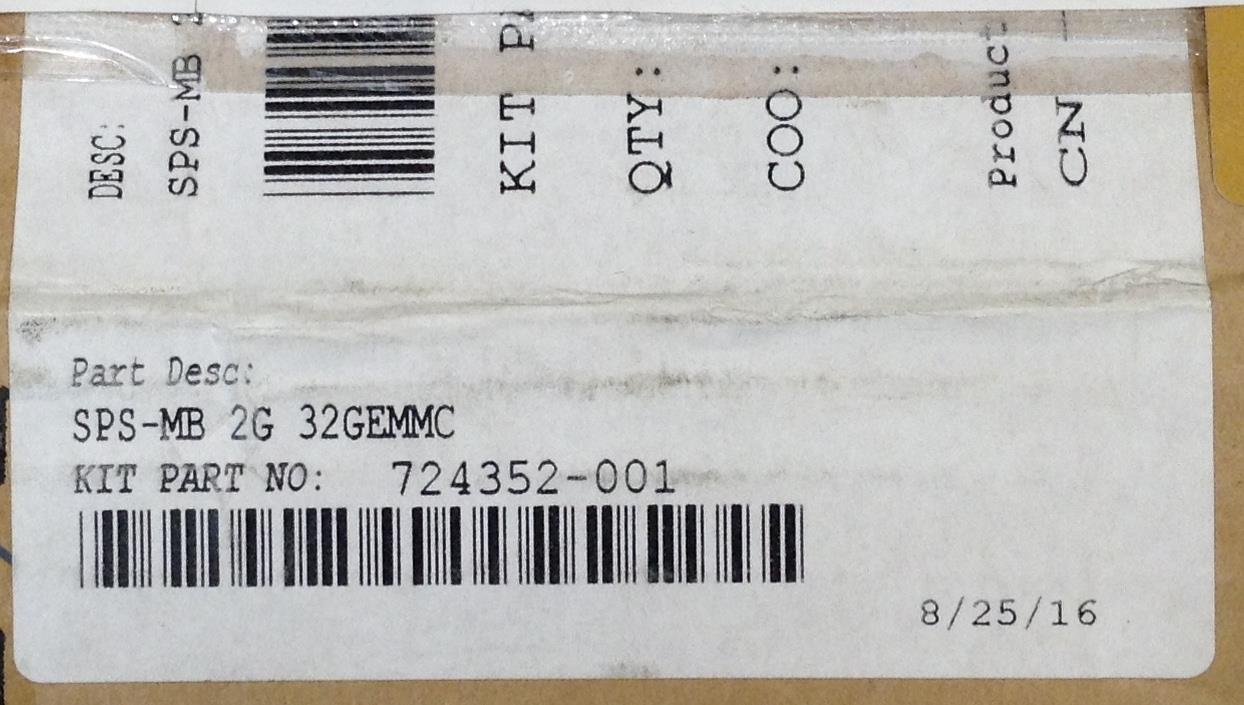 DESC:
SPS-MB
KIT
QTY:
COO:
Product
CN
Part Desc:
SPS-MB 2G 32GEMMC
KIT PART NO: 724352-001
8/25/16